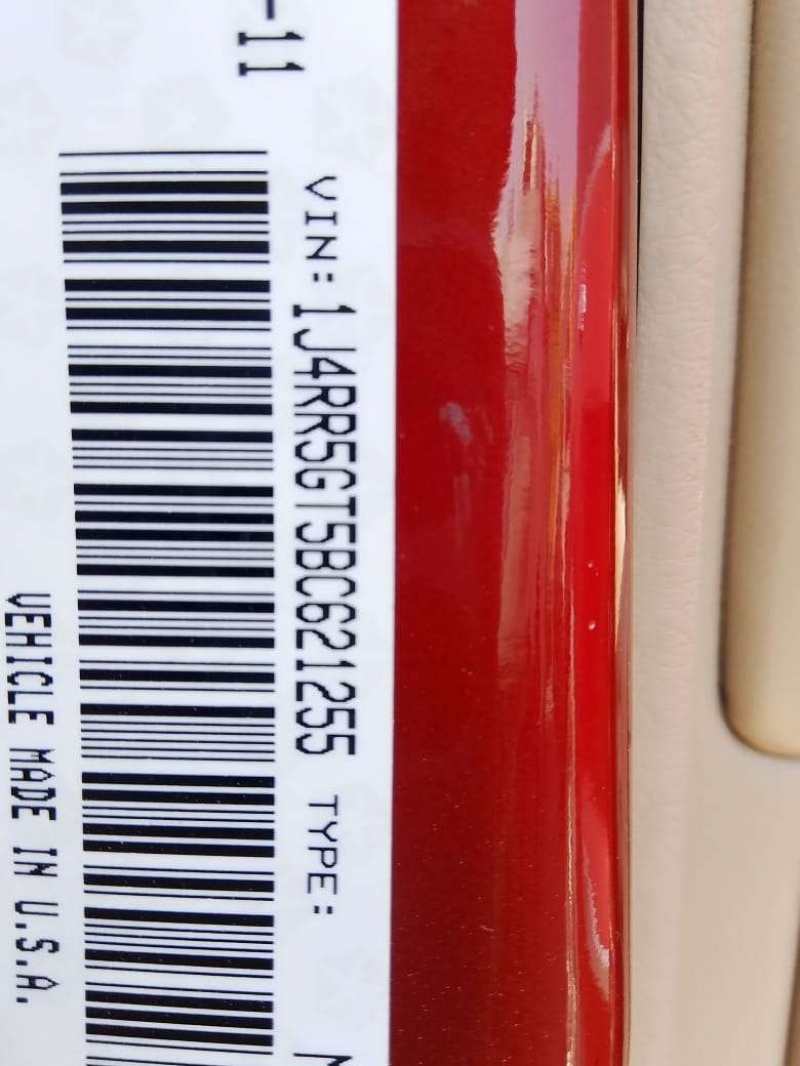 -11
VIN: 1J4RR5GT5BC621255 TYPE:
VEHICLE MADE IN U.S.A.